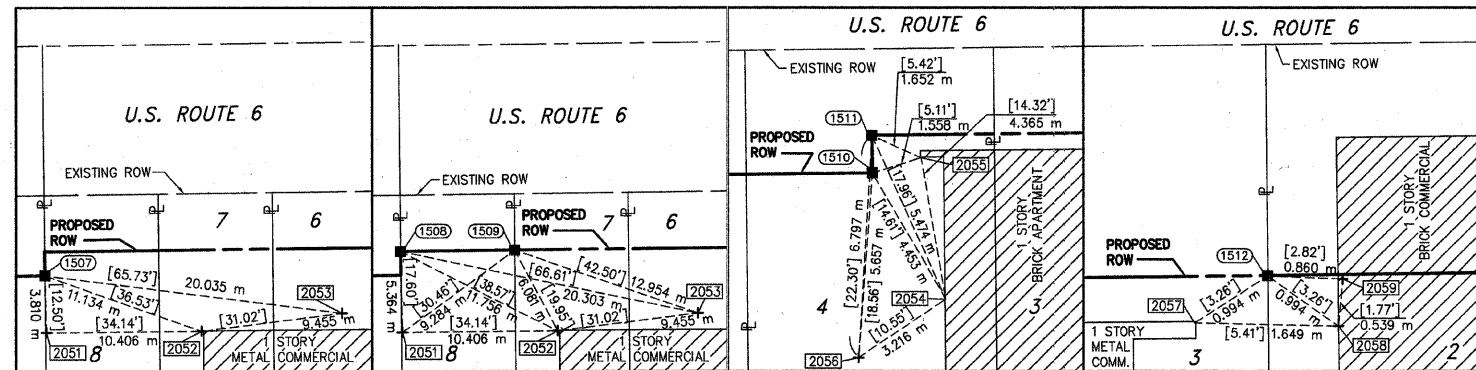 U.S. ROUTE 6
EXISTING ROW
PROPOSED
ROW
7
6
1507
[65.73']
20.035 m
[36.53']
11.134 m
3.810 m
[12.50']
2053
[34.14']
10.406 m
[31.02']
9.455 m
2051
8
2052
1 STORY
METAL COMMERCIAL
U.S. ROUTE 6
EXISTING ROW
1508
1509
PROPOSED
ROW
7
6
5.364 m
[17.60']
[30.46']
9.284 m
[38.57']
11.756 m
6.081 m
[19.95']
[66.61']
20.303 m
[42.50']
12.954 m
2053
[34.14']
10.406 m
[31.02']
9.455 m
2051
8
2052
1 STORY
METAL COMMERCIAL
U.S. ROUTE 6
EXISTING ROW
[5.42']
1.652 m
[5.11']
1.558 m
[14.32']
4.365 m
1511
PROPOSED
ROW
1510
2055
[17.96']
5.474 m
[14.61']
4.453 m
[22.30'] 6.797 m
[18.56'] 5.657 m
1 STORY
BRICK APARTMENT
4
2054
3
[10.55']
3.216 m
2056
U.S. ROUTE 6
EXISTING ROW
1 STORY
BRICK COMMERCIAL
PROPOSED
ROW
1512
[2.82']
0.860 m
2059
2057
[3.26']
0.994 m
[3.26']
0.994 m
[1.77']
0.539 m
[5.41'] 1.649 m
2058
1 STORY
METAL
COMM.
3
2